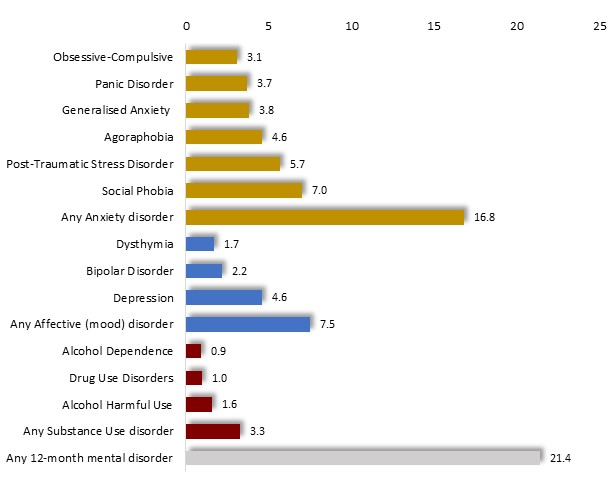 0 5 10 15 20 25
Obsessive-Compulsive 3.1
Panic Disorder 3.7
Generalised Anxiety 3.8
Agoraphobia 4.6
Post-Traumatic Stress Disorder 5.7
Social Phobia 7.0
Any Anxiety disorder 16.8
Dysthymia 1.7
Bipolar Disorder 2.2
Depression 4.6
Any Affective (mood) disorder 7.5
Alcohol Dependence 0.9
Drug Use Disorders 1.0
Alcohol Harmful Use 1.6
Any Substance Use disorder 3.3
Any 12-month mental disorder 21.4